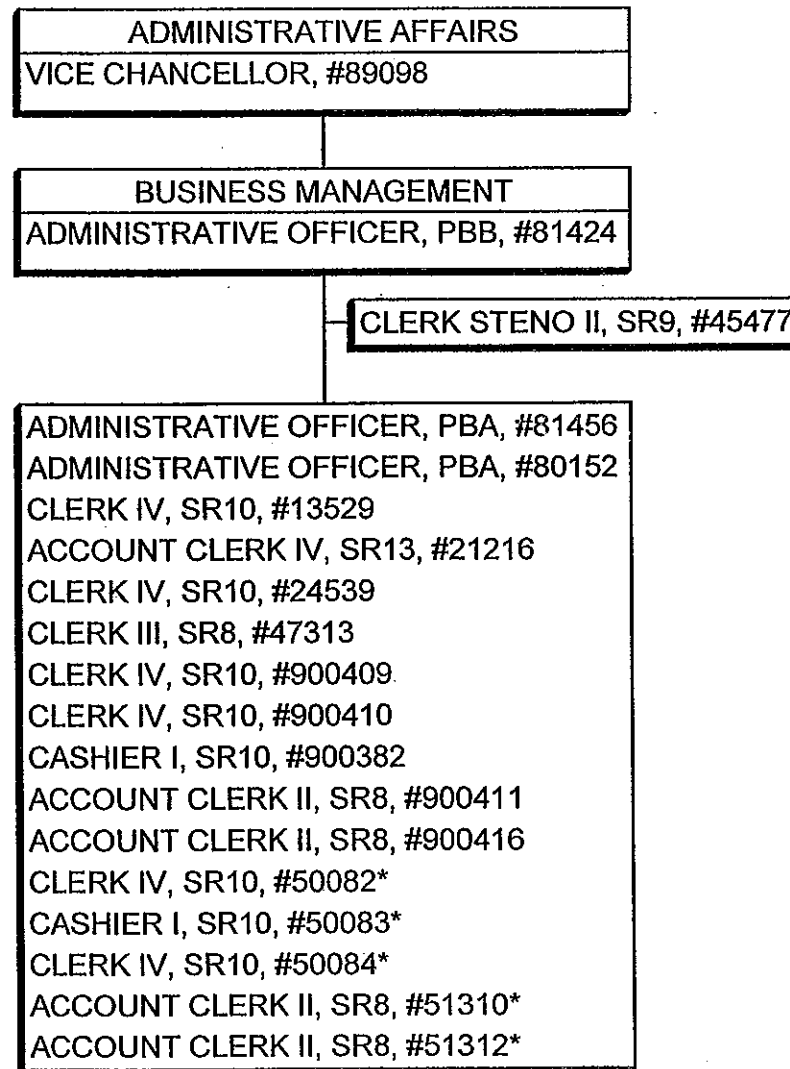 ADMINISTRATIVE AFFAIRS
VICE CHANCELLOR, #89098
BUSINESS MANAGEMENT
ADMINISTRATIVE OFFICER, PBB, #81424
CLERK STENO II, SR9, #45477
ADMINISTRATIVE OFFICER, PBA, #81456
ADMINISTRATIVE OFFICER, PBA, #80152
CLERK IV, SR10, #13529
ACCOUNT CLERK IV, SR13, #21216
CLERK IV, SR10, #24539
CLERK III, SR8, #47313
CLERK IV, SR10, #900409
CLERK IV, SR10, #900410
CASHIER I, SR10, #900382
ACCOUNT CLERK II, SR8, #900411
ACCOUNT CLERK II, SR8, #900416
CLERK IV, SR10, #50082*
CASHIER I, SR10, #50083*
CLERK IV, SR10, #50084*
ACCOUNT CLERK II, SR8, #51310*
ACCOUNT CLERK II, SR8, #51312*